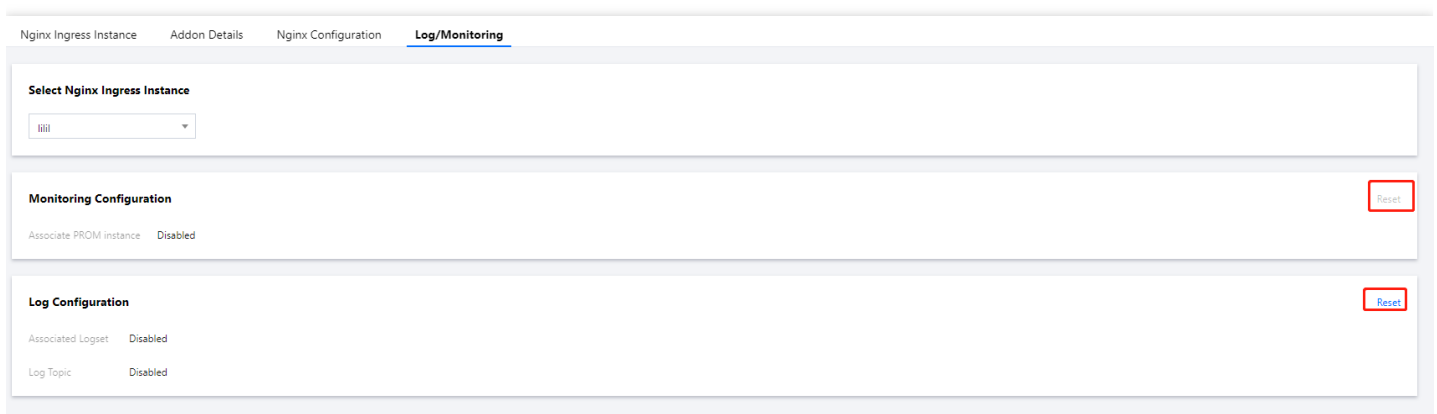 Nginx Ingress Instance Addon Details Nginx Configuration Log/Monitoring
Select Nginx Ingress Instance
lilil
Monitoring Configuration Reset
Associate PROM instance Disabled
Log Configuration Reset
Associated Logset Disabled
Log Topic Disabled